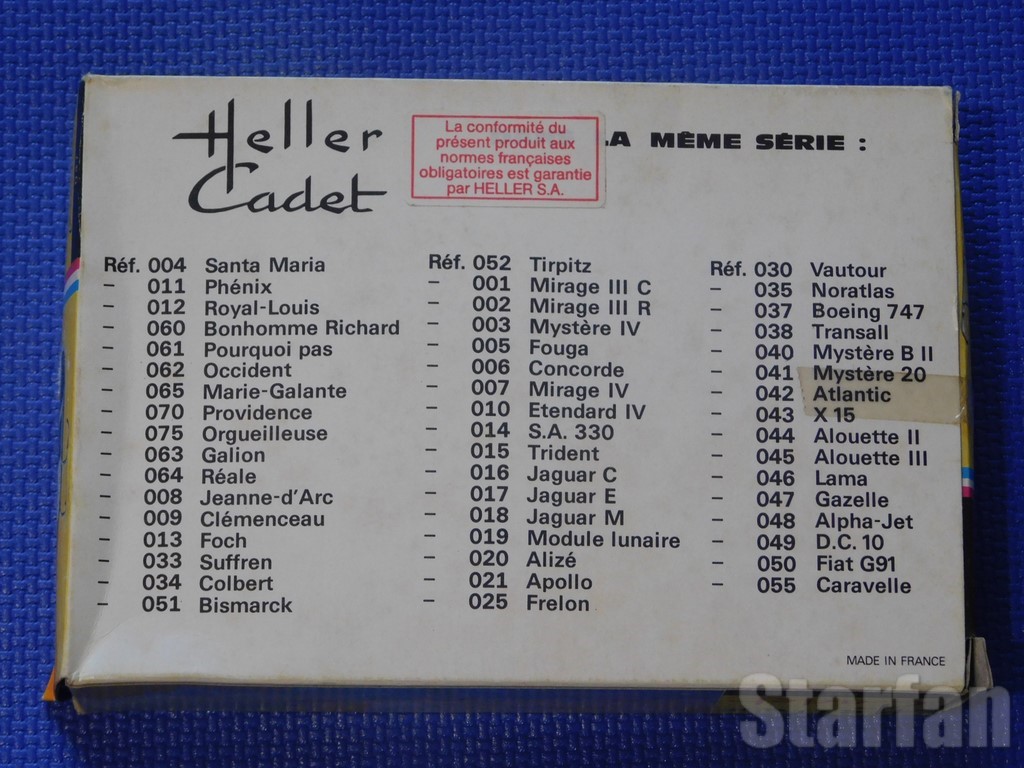 Heller
Cadet
La conformité du
présent produit aux
normes françaises
obligatoires est garantie
par HELLER S.A.
LA MÊME SÉRIE :
Réf. 004 Santa Maria
- 011 Phénix
- 012 Royal-Louis
- 060 Bonhomme Richard
- 061 Pourquoi pas
- 062 Occident
- 065 Marie-Galante
- 070 Providence
- 075 Orgueilleuse
- 063 Galion
- 064 Réale
- 008 Jeanne-d'Arc
- 009 Clémenceau
- 013 Foch
- 033 Suffren
- 034 Colbert
- 051 Bismarck
Réf. 052 Tirpitz
- 001 Mirage III C
- 002 Mirage III R
- 003 Mystère IV
- 005 Fouga
- 006 Concorde
- 007 Mirage IV
- 010 Etendard IV
- 014 S.A. 330
- 015 Trident
- 016 Jaguar C
- 017 Jaguar E
- 018 Jaguar M
- 019 Module lunaire
- 020 Alizé
- 021 Apollo
- 025 Frelon
Réf. 030 Vautour
- 035 Noratlas
- 037 Boeing 747
- 038 Transall
- 040 Mystère B II
- 041 Mystère 20
- 042 Atlantic
- 043 X 15
- 044 Alouette II
- 045 Alouette III
- 046 Lama
- 047 Gazelle
- 048 Alpha-Jet
- 049 D.C. 10
- 050 Fiat G91
- 055 Caravelle
MADE IN FRANCE
Starfan